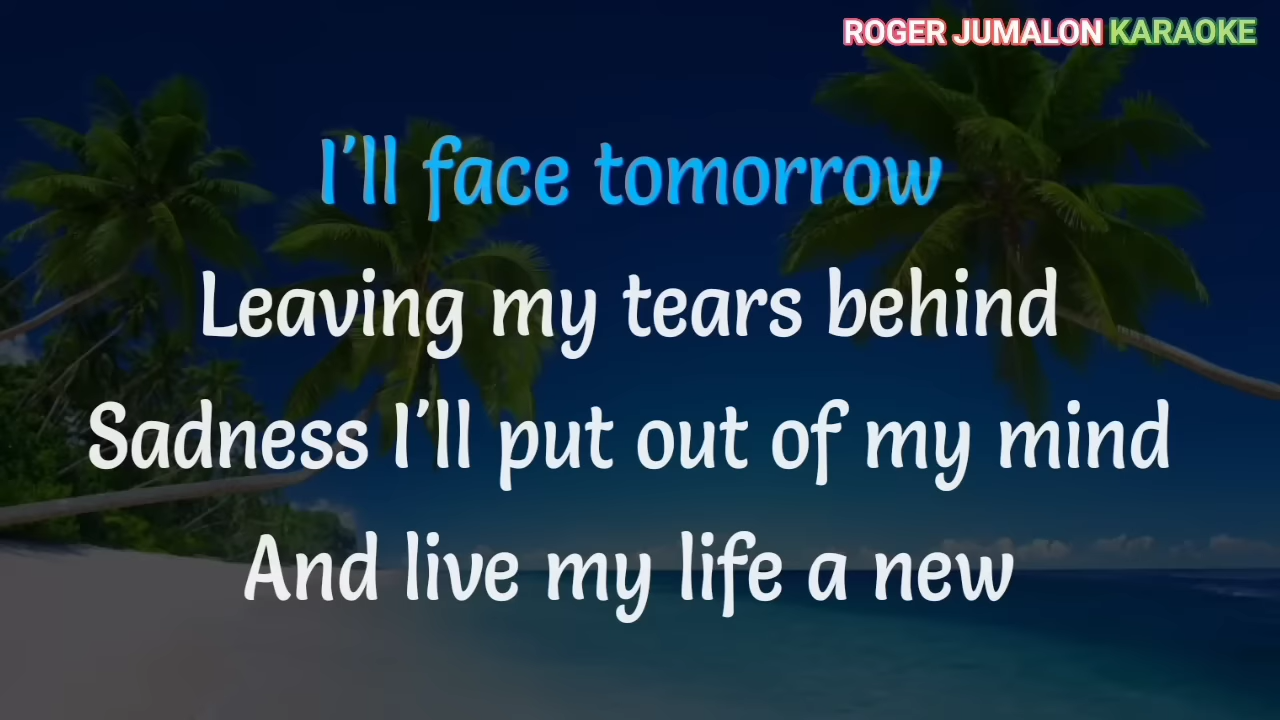 ROGER JUMALON KARAOKE
I'll face tomorrow
Leaving my tears behind
Sadness I'll put out of my mind
And live my life a new